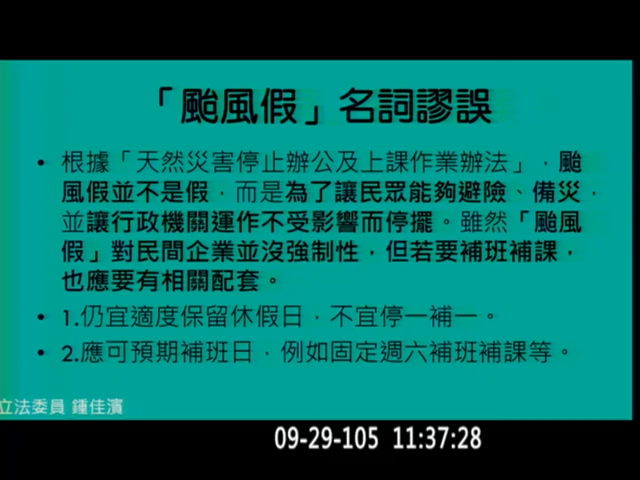 「颱風假」名詞謬誤
• 根據「天然災害停止辦公及上課作業辦法」，颱
風假並不是假，而是為了讓民眾能夠避險、備災，
並讓行政機關運作不受影響而停擺。雖然「颱風
假」對民間企業並沒強制性，但若要補班補課，
也應要有相關配套。
• 1.仍宜適度保留休假日，不宜停一補一。
• 2.應可預期補班日，例如固定週六補班補課等。
立法委員 鍾佳濱
09-29-105 11:37:28